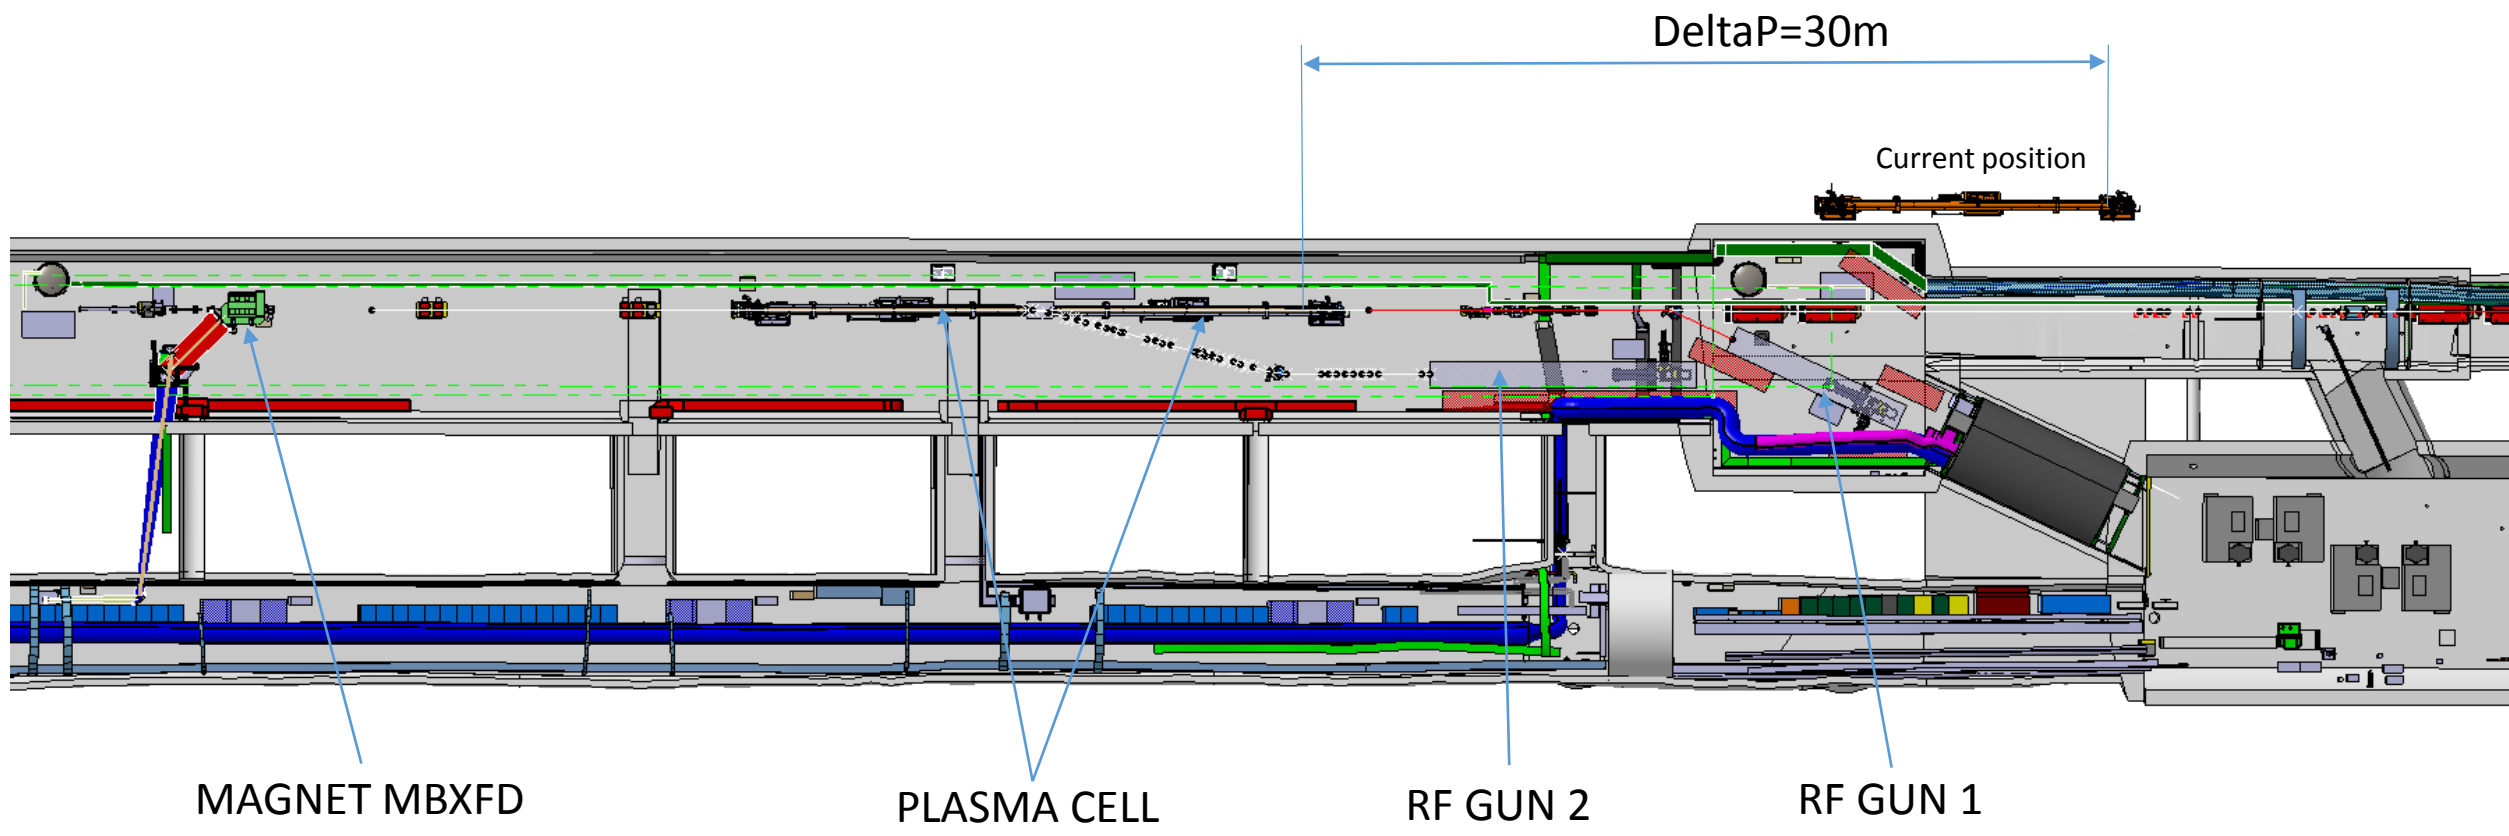 DeltaP=30m
Current position
MAGNET MBXFD
PLASMA CELL
RF GUN 2
RF GUN 1